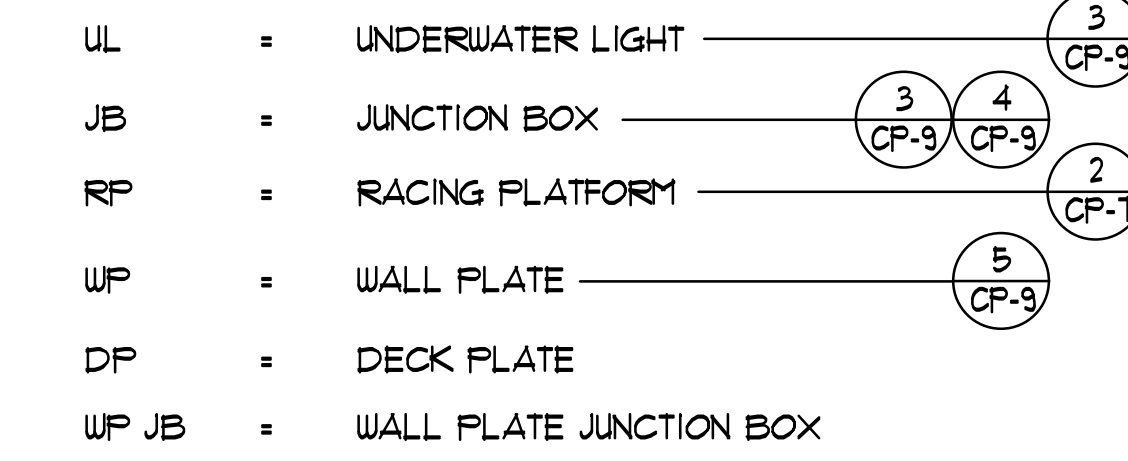 UL = UNDERWATER LIGHT 3 CP-9
JB = JUNCTION BOX 3 CP-9 4 CP-9
RP = RACING PLATFORM 2
WP = WALL PLATE 5 CP-9
DP = DECK PLATE
WP JB = WALL PLATE JUNCTION BOX